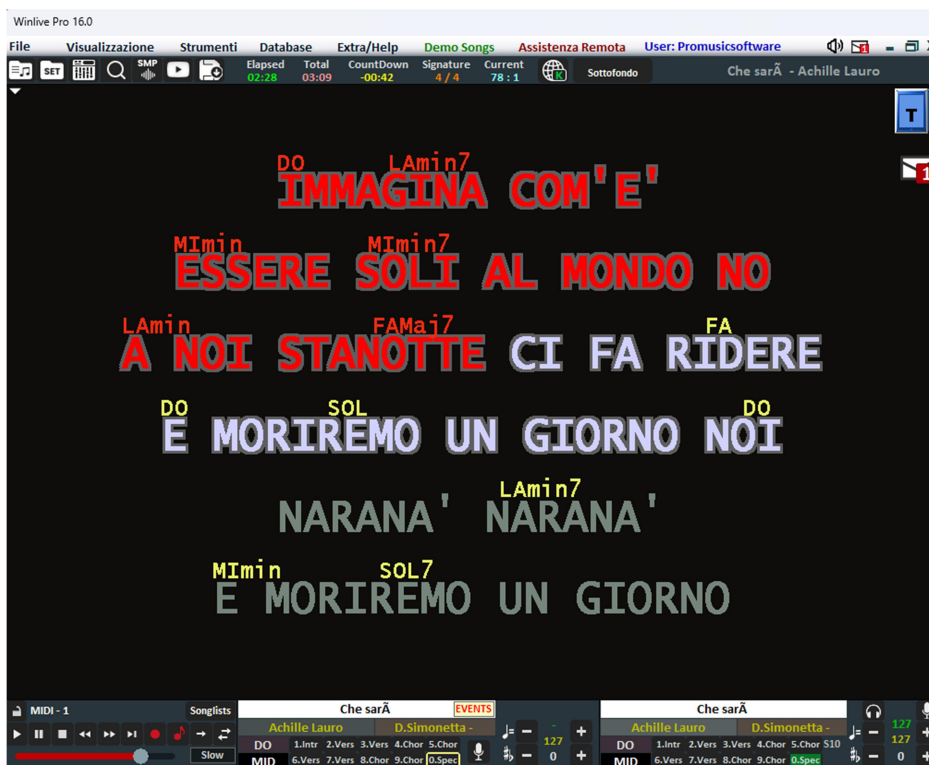 Winlive Pro 16.0
File Visualizzazione Strumenti Database Extra/Help Demo Songs Assistenza Remota User: Promusicsoftware
SET SMP Elapsed Total CountDown Signature Current Sottofondo Che sarÃ - Achille Lauro
02:28 03:09 -00:42 4 / 4 78 : 1 K
T
1
DO LAmin7
IMMAGINA COM'E'
MImin MImin7
ESSERE SOLI AL MONDO NO
LAmin FAMaj7 FA
A NOI STANOTTE CI FA RIDERE
DO SOL DO
E MORIREMO UN GIORNO NOI
LAmin7
NARANA' NARANA'
MImin SOL7
E MORIREMO UN GIORNO
MIDI - 1 Songlists Che sarÃ EVENTS Che sarÃ
Achille Lauro D.Simonetta - - Achille Lauro D.Simonetta - 127
DO 1.Intr 2.Vers 3.Vers 4.Chor 5.Chor 127 DO 1.Intr 2.Vers 3.Vers 4.Chor 5.Chor S10 127
Slow MID 6.Vers 7.Vers 8.Chor 9.Chor 0.Spec 0 MID 6.Vers 7.Vers 8.Chor 9.Chor 0.Spec 0